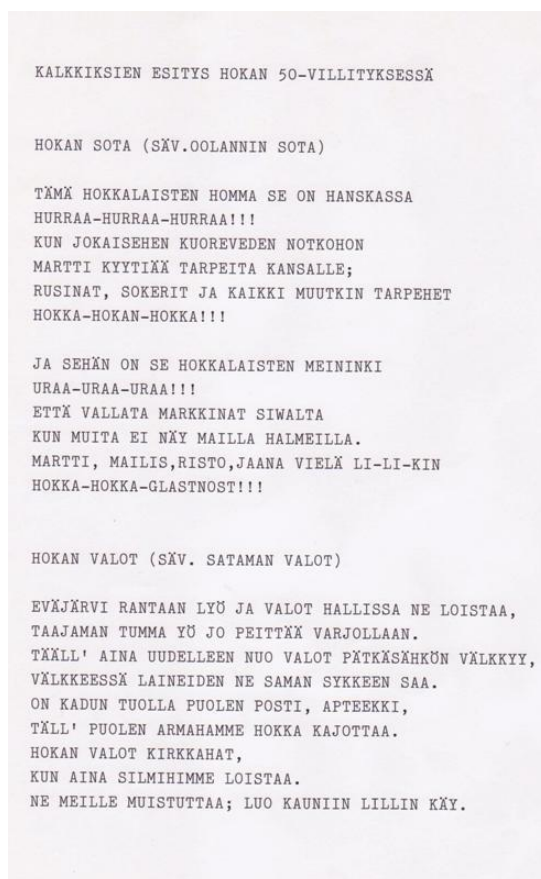 KALKKIKSIEN ESITYS HOKAN 50-VILLITYKSESSÄ
HOKAN SOTA (SÄV.OOLANNIN SOTA)
TÄMÄ HOKKALAISTEN HOMMA SE ON HANSKASSA
HURRAA-HURRAA-HURRAA!!!
KUN JOKAISEHEN KUOREVEDEN NOTKOHON
MARTTI KYYTIÄÄ TARPEITA KANSALLE;
RUSINAT, SOKERIT JA KAIKKI MUUTKIN TARPEHET
HOKKA-HOKAN-HOKKA!!!
JA SEHÄN ON SE HOKKALAISTEN MEININKI
URAA-URAA-URAA!!!
ETTÄ VALLATA MARKKINAT SIWALTA
KUN MUITA EI NÄY MAILLA HALMEILLA.
MARTTI, MAILIS,RISTO,JAANA VIELÄ LI-LI-KIN
HOKKA-HOKKA-GLASTNOST!!!
HOKAN VALOT (SÄV. SATAMAN VALOT)
EVÄJÄRVI RANTAAN LYÖ JA VALOT HALLISSA NE LOISTAA,
TAAJAMAN TUMMA YÖ JO PEITTÄÄ VARJOLLAAN.
TÄÄLL' AINA UUDELLEEN NUO VALOT PÄTKÄSÄHKÖN VÄLKKYY,
VÄLKKEESSÄ LAINEIDEN NE SAMAN SYKKEEN SAA.
ON KADUN TUOLLA PUOLEN POSTI, APTEEKKI,
TÄLL' PUOLEN ARMAHAMME HOKKA KAJOTTAA.
HOKAN VALOT KIRKKAHAT,
KUN AINA SILMIHIMME LOISTAA.
NE MEILLE MUISTUTTAA; LUO KAUNIIN LILLIN KÄY.